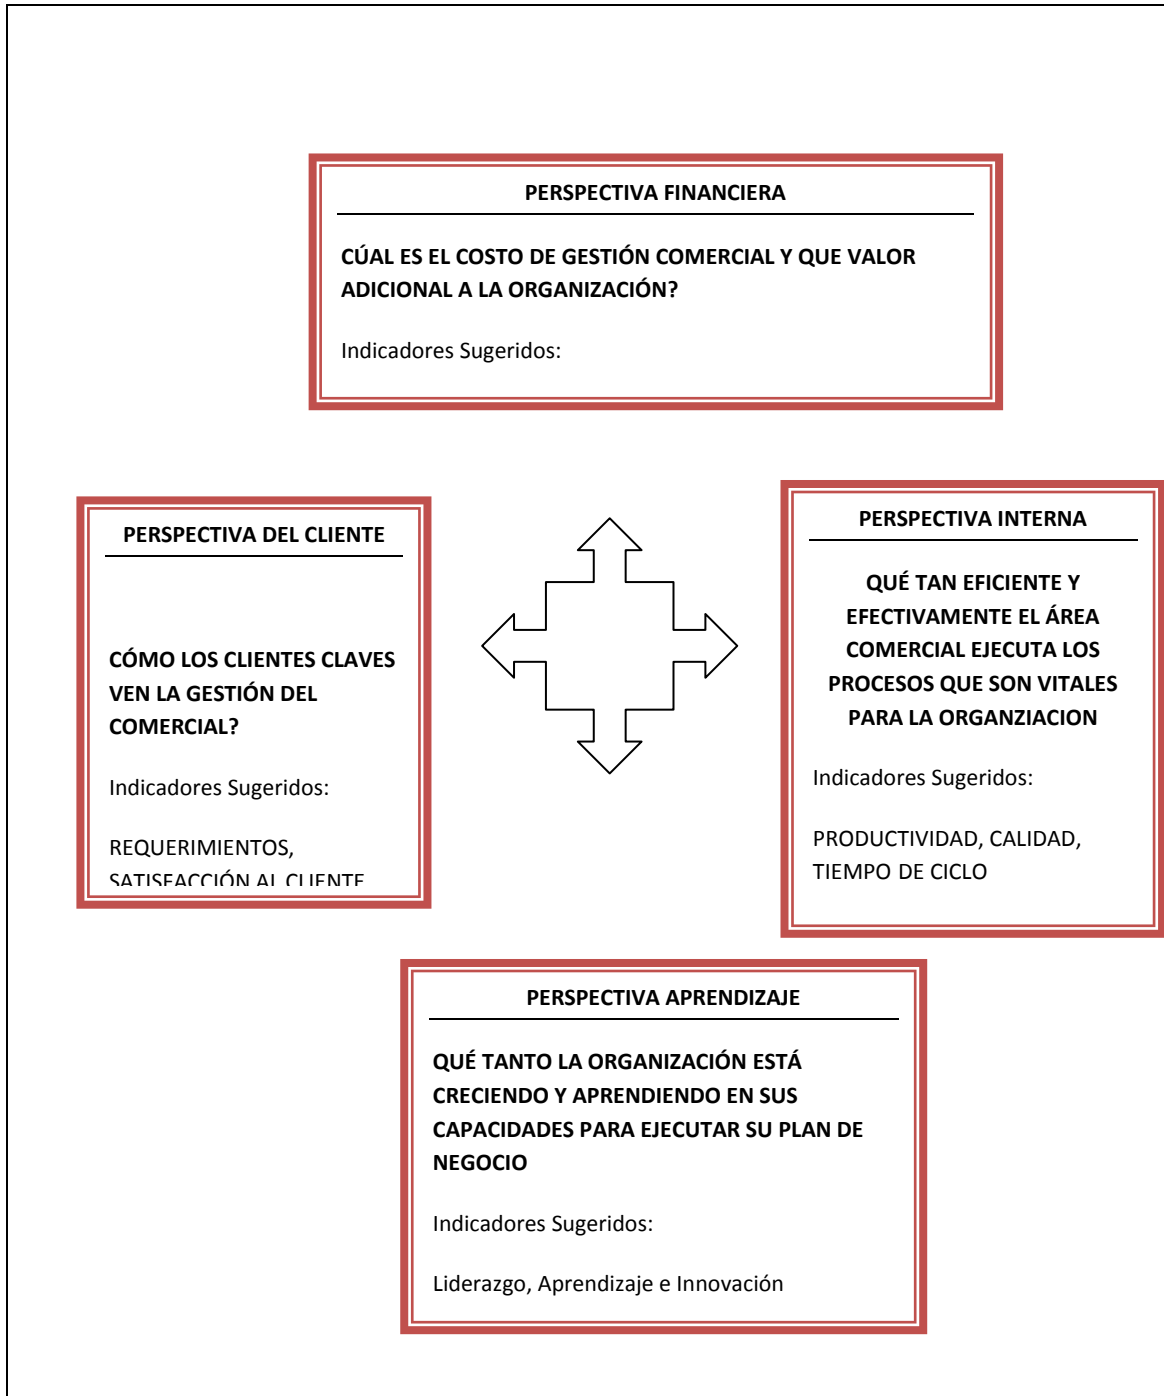 PERSPECTIVA FINANCIERA
CÚAL ES EL COSTO DE GESTIÓN COMERCIAL Y QUE VALOR
ADICIONAL A LA ORGANIZACIÓN?
Indicadores Sugeridos:
PERSPECTIVA DEL CLIENTE
CÓMO LOS CLIENTES CLAVES
VEN LA GESTIÓN DEL
COMERCIAL?
Indicadores Sugeridos:
REQUERIMIENTOS,
SATISFACCIÓN AL CLIENTE
PERSPECTIVA INTERNA
QUÉ TAN EFICIENTE Y
EFECTIVAMENTE EL ÁREA
COMERCIAL EJECUTA LOS
PROCESOS QUE SON VITALES
PARA LA ORGANZIACION
Indicadores Sugeridos:
PRODUCTIVIDAD, CALIDAD,
TIEMPO DE CICLO
PERSPECTIVA APRENDIZAJE
QUÉ TANTO LA ORGANIZACIÓN ESTÁ
CRECIENDO Y APRENDIENDO EN SUS
CAPACIDADES PARA EJECUTAR SU PLAN DE
NEGOCIO
Indicadores Sugeridos:
Liderazgo, Aprendizaje e Innovación